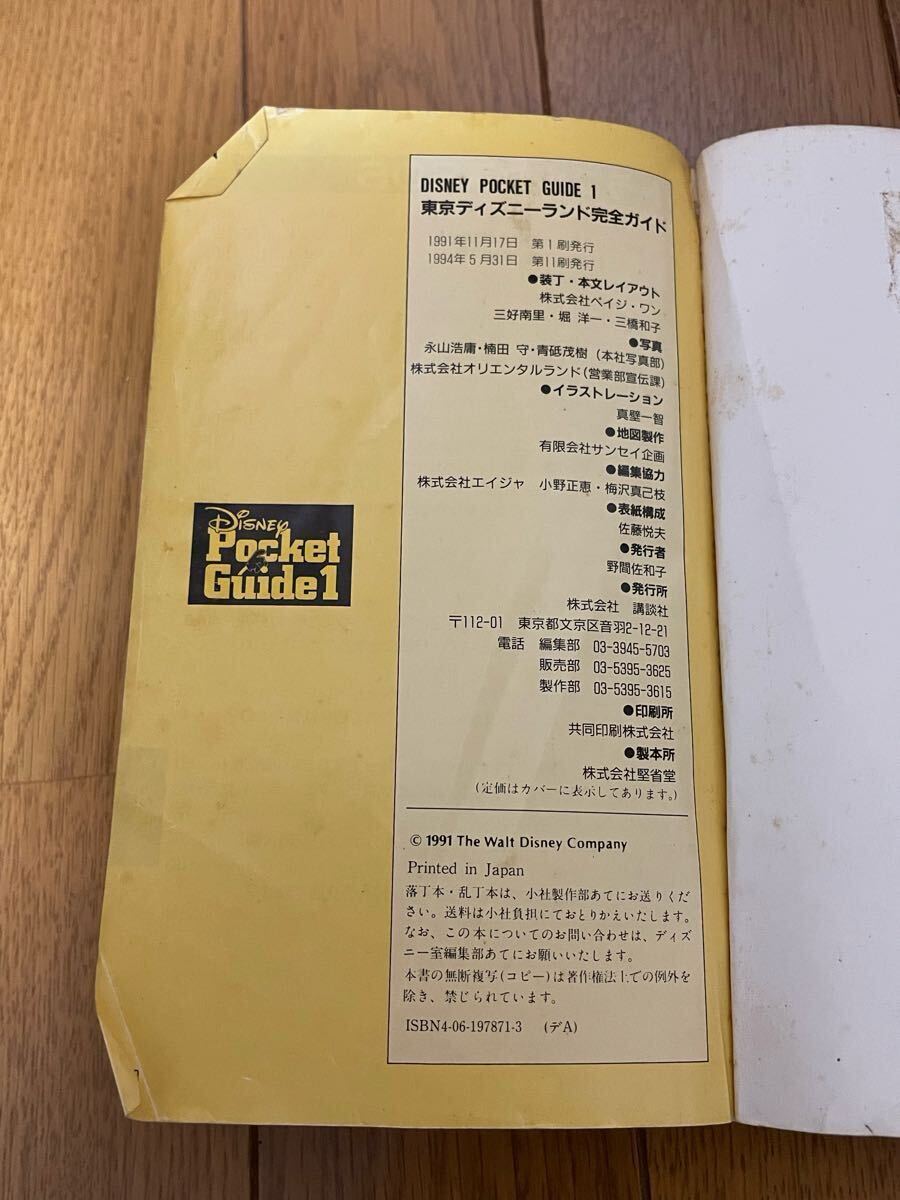 DISNEY POCKET GUIDE 1
東京ディズニーランド完全ガイド
1991年11月17日 第1刷発行
1994年5月31日 第11刷発行
●装丁・本文レイアウト
株式会社ペイジ・ワン
三好南里・堀 洋一・三橋和子
●写真
永山浩庸・楠田 守・青砥茂樹(本社写真部)
株式会社オリエンタルランド(営業部宣伝課)
●イラストレーション
真壁一智
●地図製作
有限会社サンセイ企画
●編集協力
株式会社エイジャ 小野正恵・梅沢真己枝
●表紙構成
佐藤悦夫
●発行者
野間佐和子
●発行所
株式会社 講談社
〒112-01 東京都文京区音羽2-12-21
電話 編集部 03-3945-5703
販売部 03-5395-3625
製作部 03-5395-3615
●印刷所
共同印刷株式会社
●製本所
株式会社堅省堂
(定価はカバーに表示してあります。)
© 1991 The Walt Disney Company
Printed in Japan
落丁本・乱丁本は、小社製作部あてにお送りくだ
さい。送料は小社負担にておとりかえいたします。
なお、この本についてのお問い合わせは、ディズ
ニー室編集部あてにお願いいたします。
本書の無断複写(コピー)は著作権法上での例外を
除き、禁じられています。
ISBN4-06-197871-3 (デA)
Disney
Pocket
Guide1